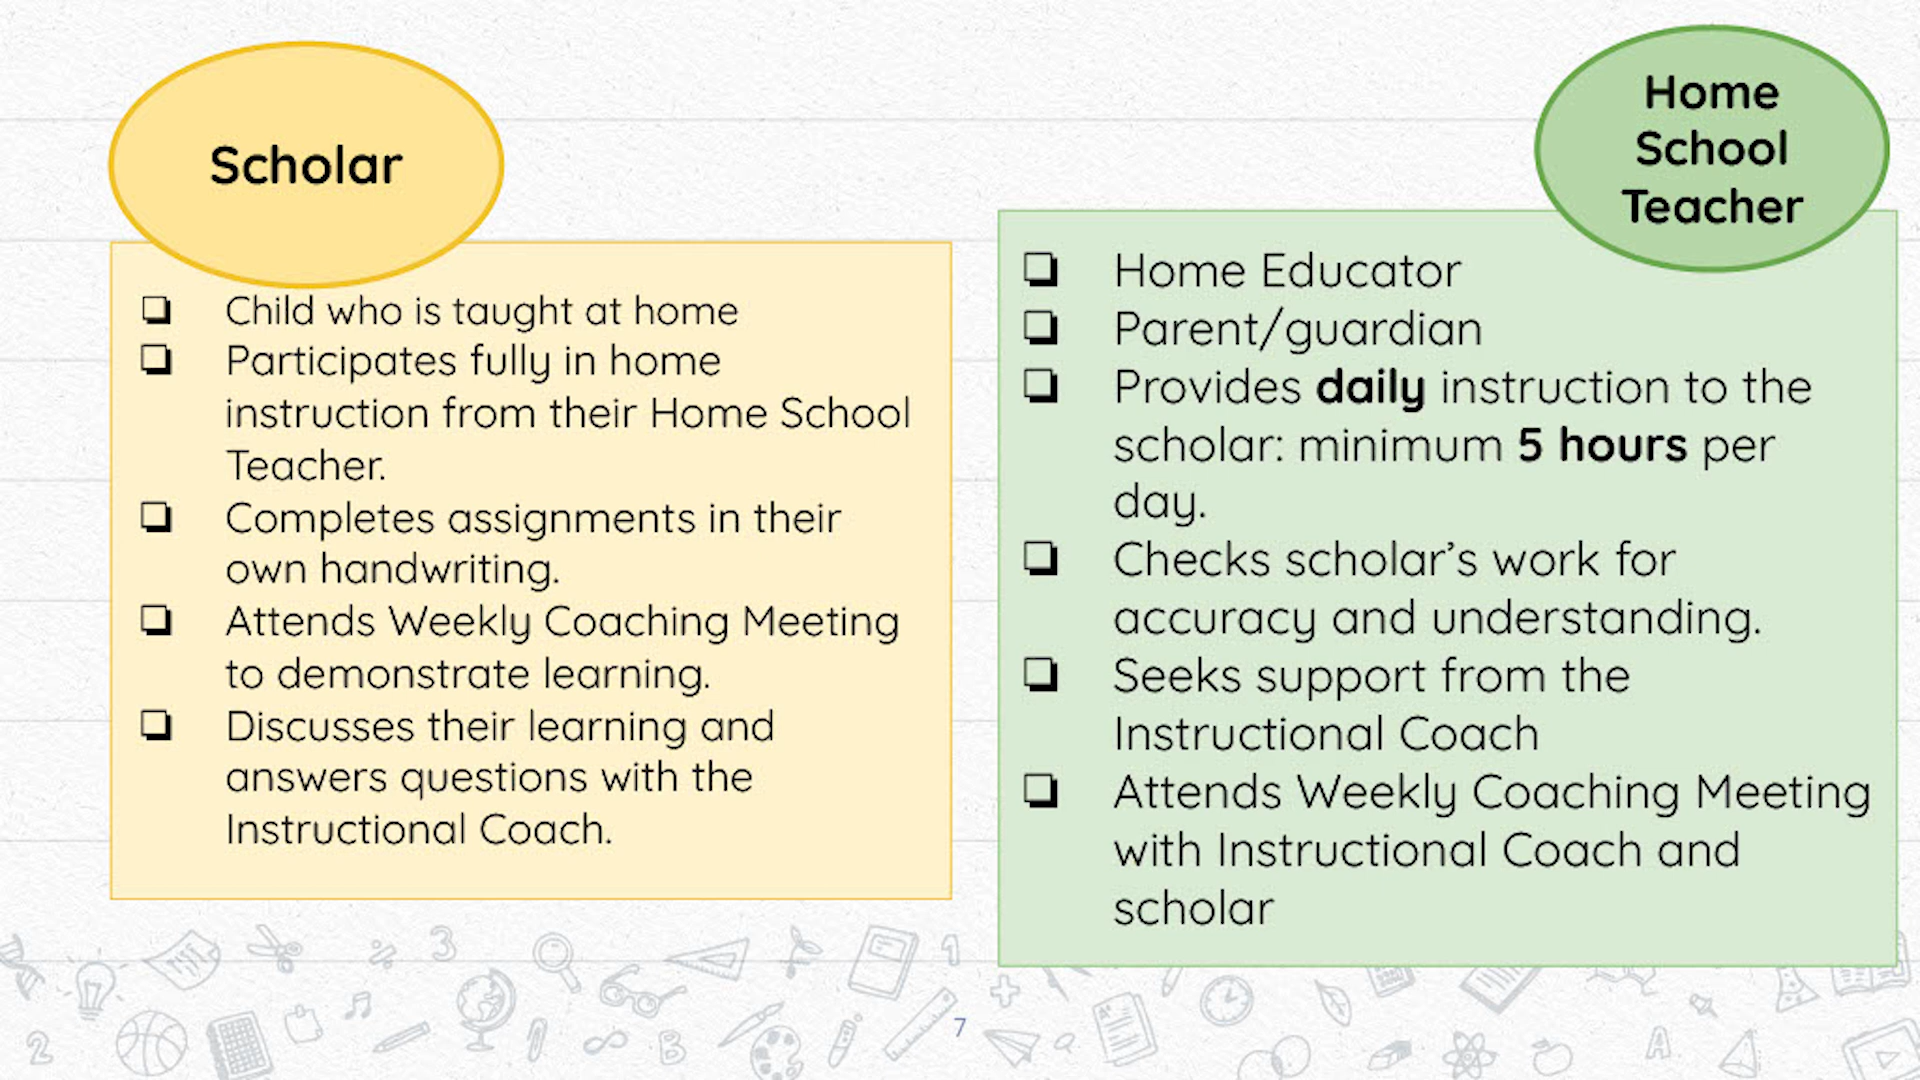 Scholar
❏ Child who is taught at home
❏ Participates fully in home
instruction from their Home School
Teacher.
❏ Completes assignments in their
own handwriting.
❏ Attends Weekly Coaching Meeting
to demonstrate learning.
❏ Discusses their learning and
answers questions with the
Instructional Coach.
Home
School
Teacher
❏ Home Educator
❏ Parent/guardian
❏ Provides daily instruction to the
scholar: minimum 5 hours per
day.
❏ Checks scholar’s work for
accuracy and understanding.
❏ Seeks support from the
Instructional Coach
❏ Attends Weekly Coaching Meeting
with Instructional Coach and
scholar
7